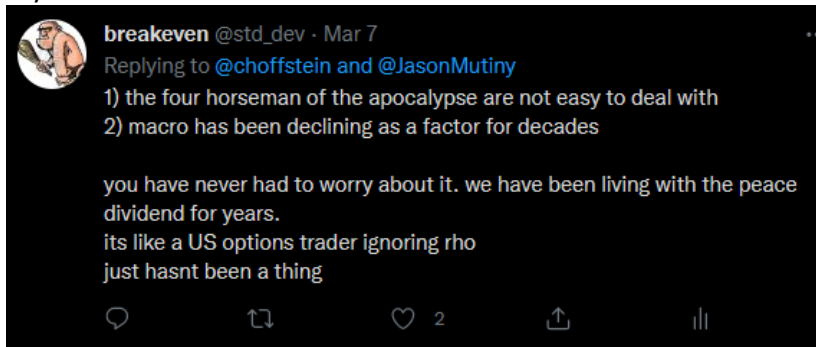 breakeven @std_dev · Mar 7
Replying to @choffstein and @JasonMutiny
1) the four horseman of the apocalypse are not easy to deal with
2) macro has been declining as a factor for decades
you have never had to worry about it. we have been living with the peace
dividend for years.
its like a US options trader ignoring rho
just hasnt been a thing
2